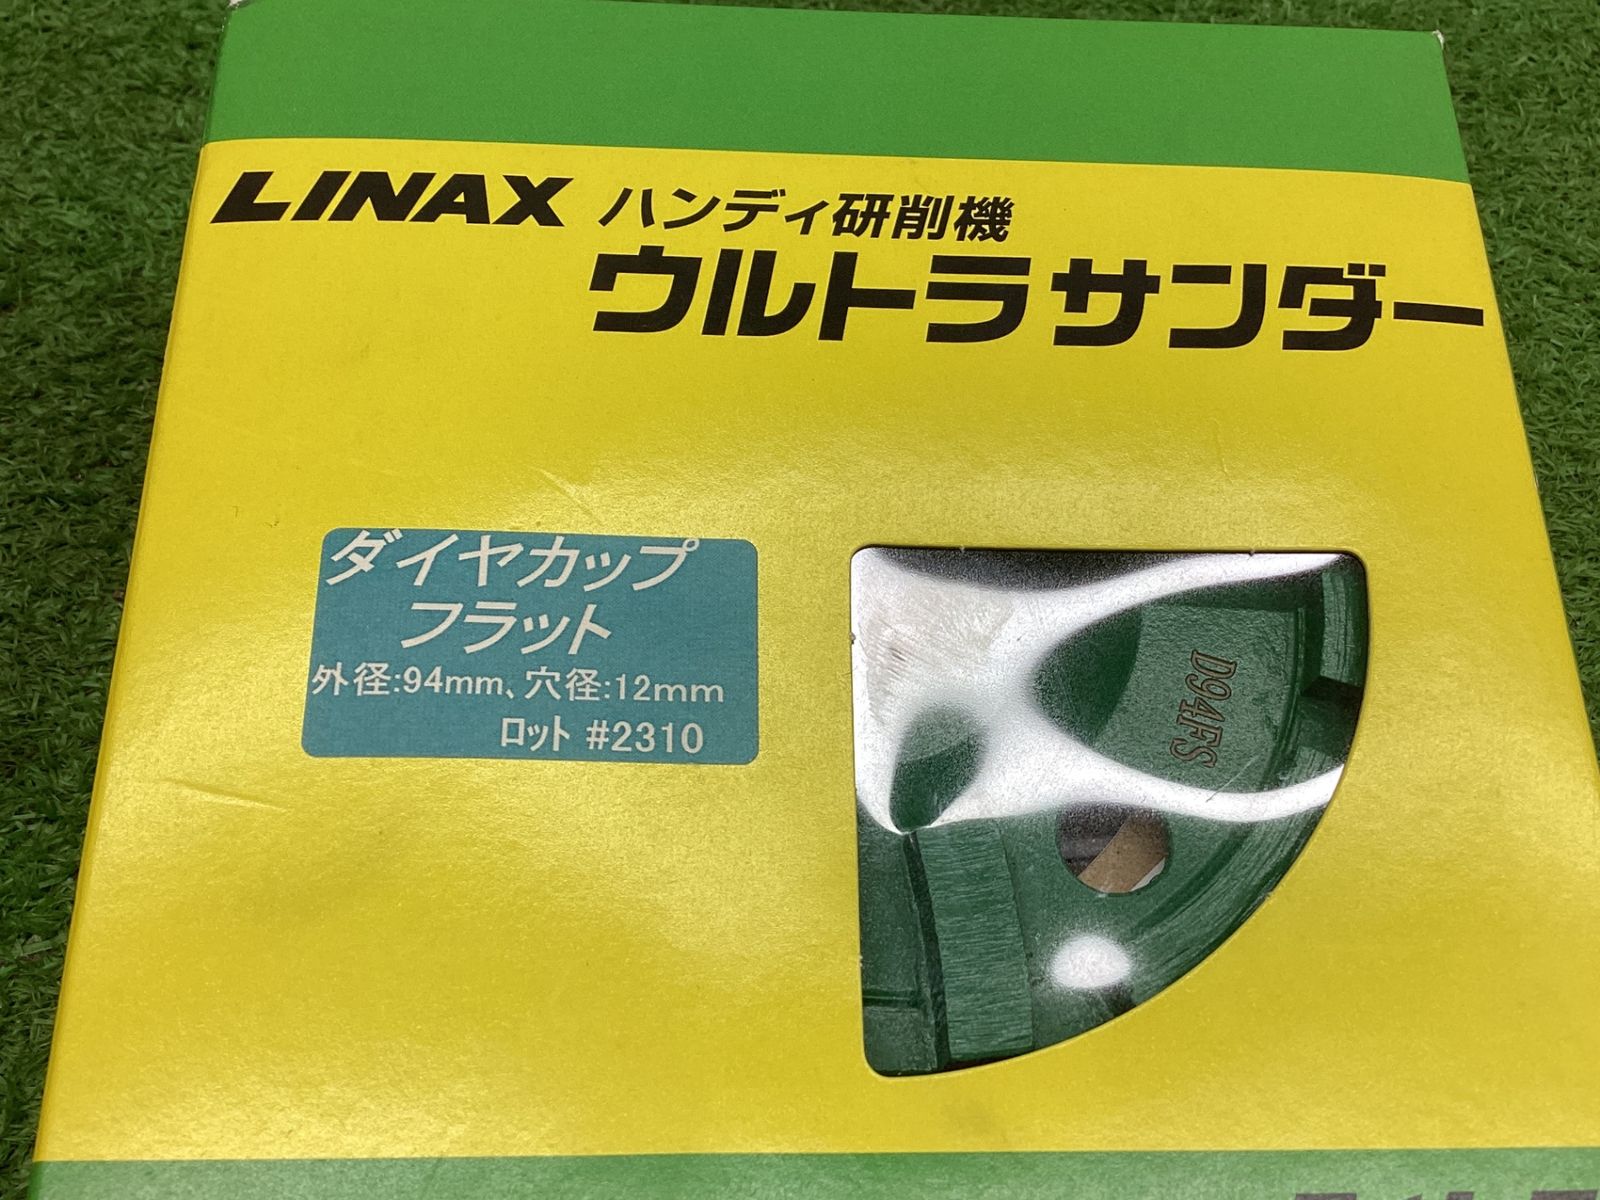 LINAX ハンディ研削機
ウルトラサンダー
ダイヤカップ
フラット
外径:94mm、穴径:12mm
ロット #2310
D94FS